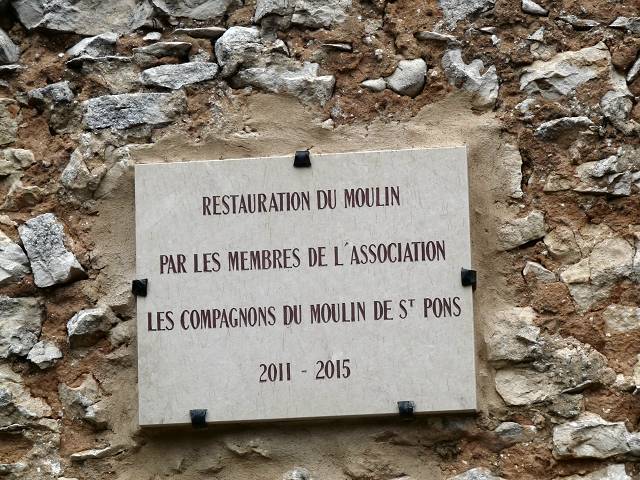 RESTAURATION DU MOULIN
PAR LES MEMBRES DE L'ASSOCIATION
LES COMPAGNONS DU MOULIN DE ST PONS
2011 - 2015